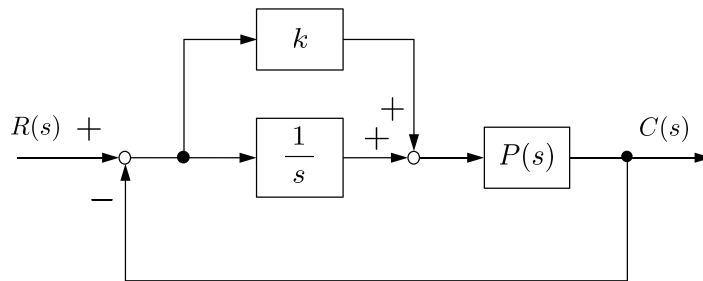 k
+
R(s) + 1/s + P(s) C(s)
−